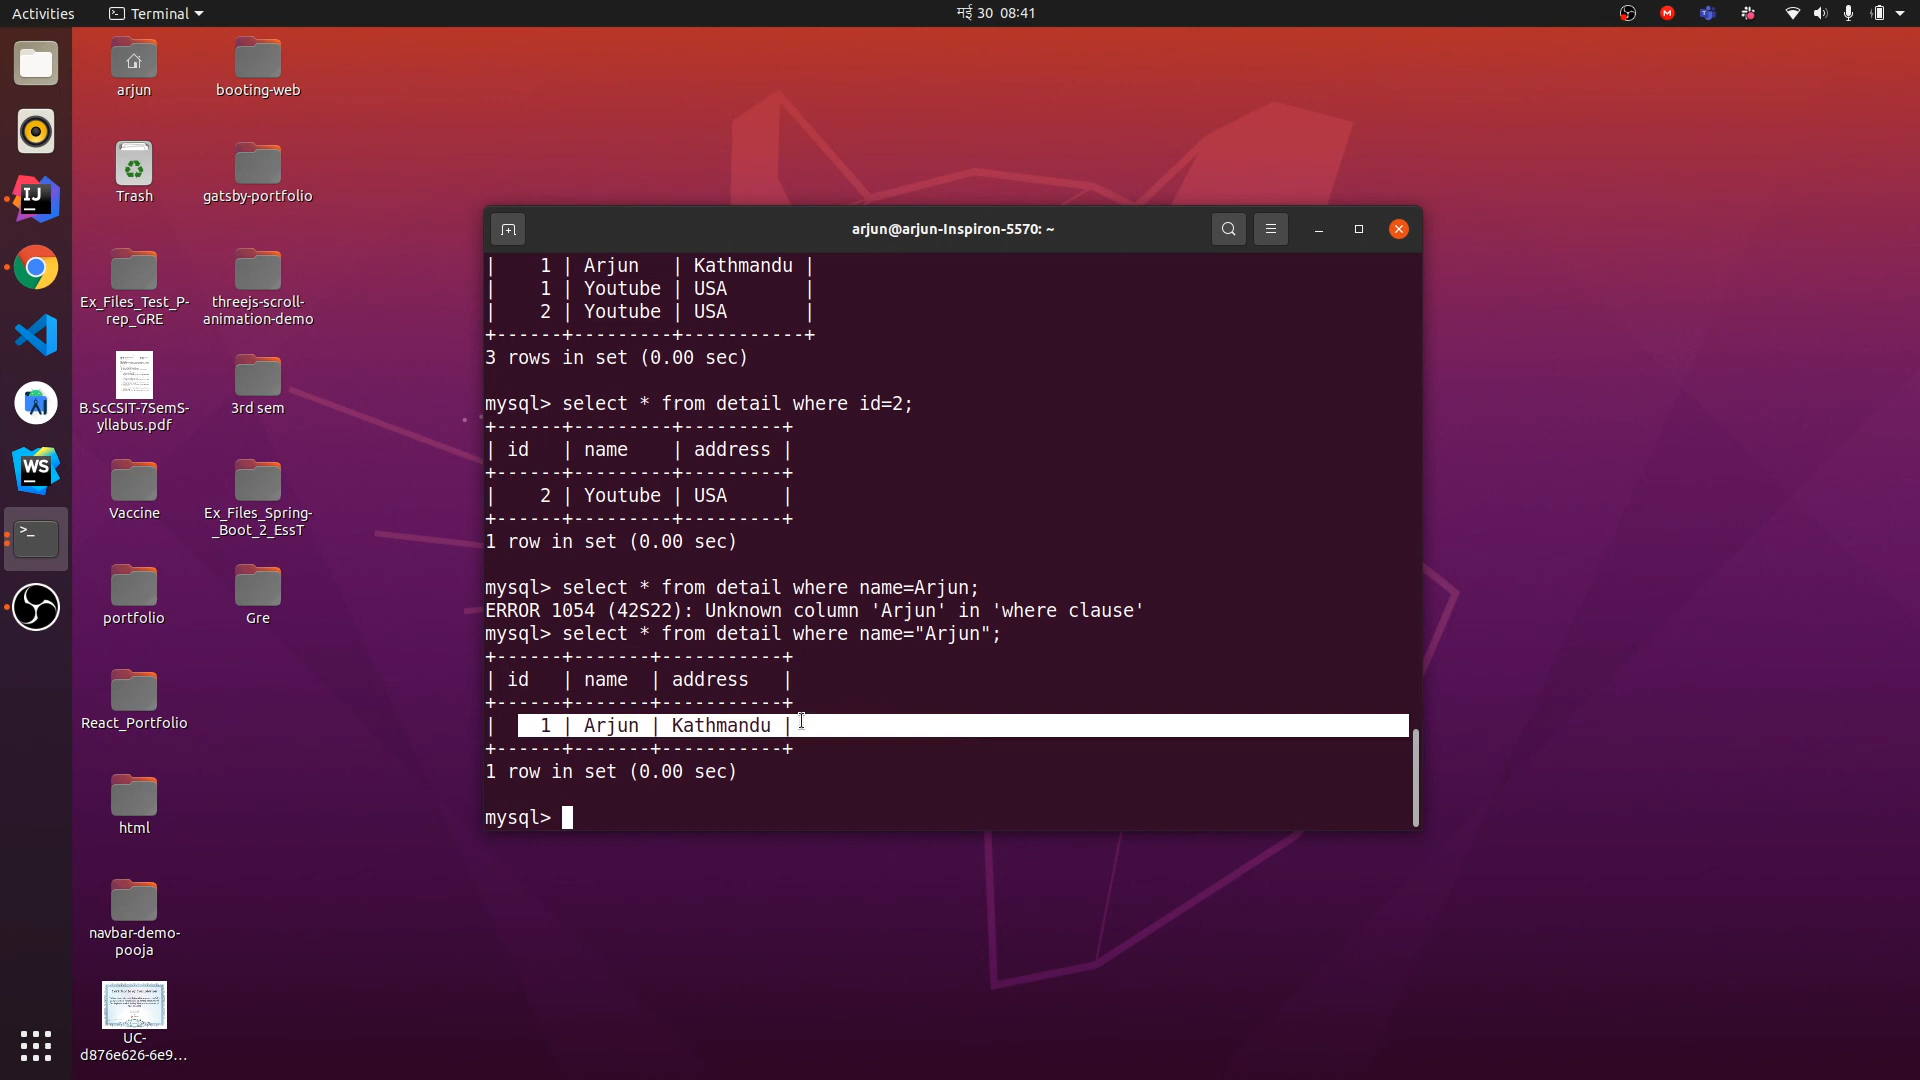 Activities
Terminal
मई 30 08:41
arjun
booting-web
Trash
gatsby-portfolio
Ex_Files_Test_P-
rep_GRE
threejs-scroll-
animation-demo
B.ScCSIT-7SemS-
yllabus.pdf
3rd sem
Vaccine
Ex_Files_Spring-
_Boot_2_EssT
portfolio
Gre
React_Portfolio
html
navbar-demo-
pooja
UC-
d876e626-6e9...
IJ
WS
arjun@arjun-Inspiron-5570: ~
|    1 | Arjun   | Kathmandu |
|    1 | Youtube | USA       |
|    2 | Youtube | USA       |
+------+---------+-----------+
3 rows in set (0.00 sec)
mysql> select * from detail where id=2;
+------+---------+---------+
| id   | name    | address |
+------+---------+---------+
|    2 | Youtube | USA     |
+------+---------+---------+
1 row in set (0.00 sec)
mysql> select * from detail where name=Arjun;
ERROR 1054 (42S22): Unknown column 'Arjun' in 'where clause'
mysql> select * from detail where name="Arjun";
+------+-------+-----------+
| id   | name  | address   |
+------+-------+-----------+
|    1 | Arjun | Kathmandu |
+------+-------+-----------+
1 row in set (0.00 sec)
mysql>